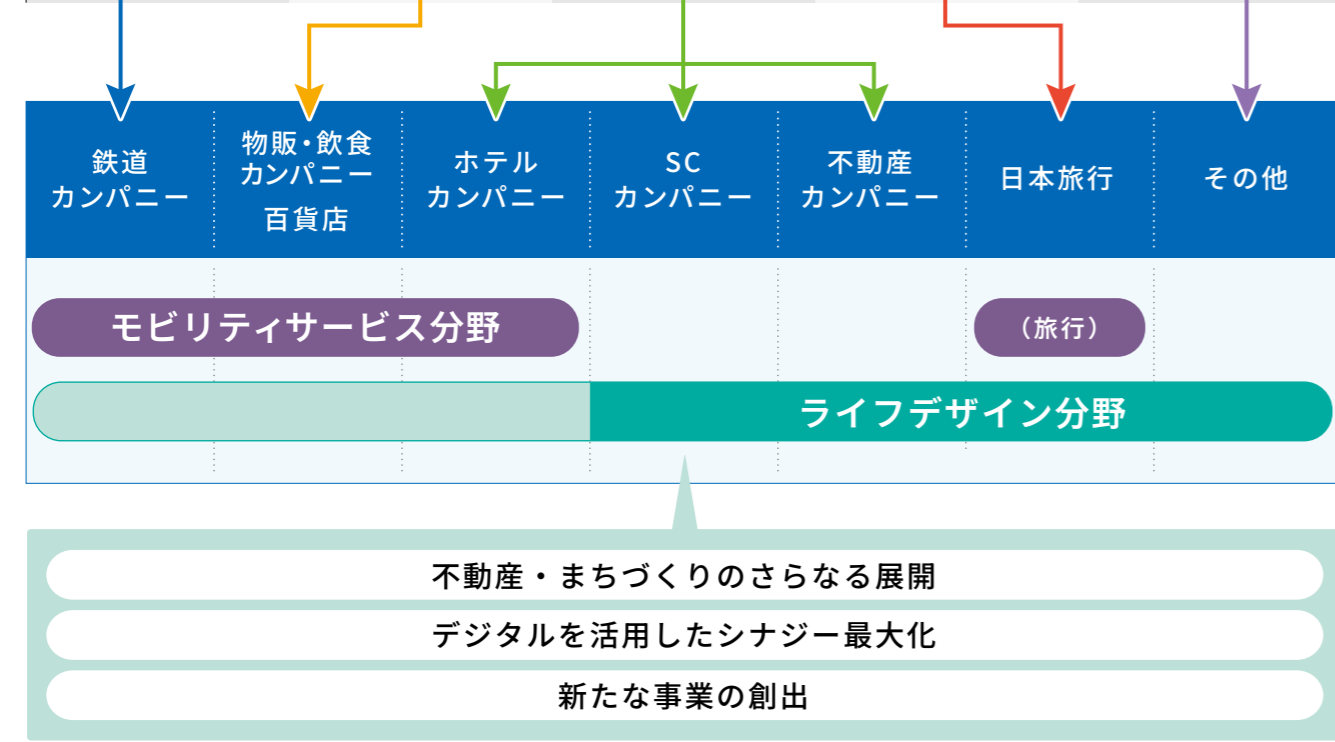 鉄道
カンパニー
物販・飲食
カンパニー
百貨店
ホテル
カンパニー
SC
カンパニー
不動産
カンパニー
日本旅行
その他
モビリティサービス分野
（旅行）
ライフデザイン分野
不動産・まちづくりのさらなる展開
デジタルを活用したシナジー最大化
新たな事業の創出